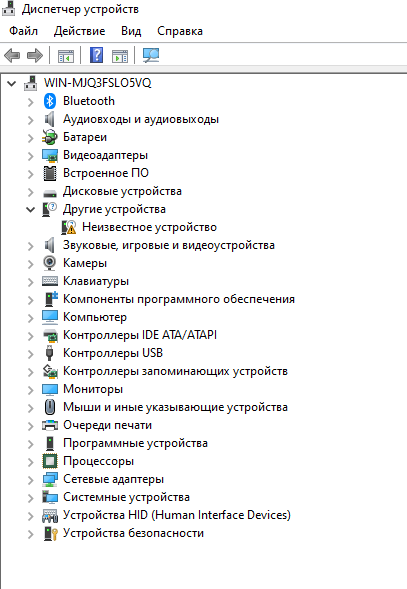 Диспетчер устройств
Файл Действие Вид Справка
WIN-MJQ3FSLO5VQ
Bluetooth
Аудиовходы и аудиовыходы
Батареи
Видеоадаптеры
Встроенное ПО
Дисковые устройства
Другие устройства
Неизвестное устройство
Звуковые, игровые и видеоустройства
Камеры
Клавиатуры
Компоненты программного обеспечения
Компьютер
Контроллеры IDE ATA/ATAPI
Контроллеры USB
Контроллеры запоминающих устройств
Мониторы
Мыши и иные указывающие устройства
Очереди печати
Программные устройства
Процессоры
Сетевые адаптеры
Системные устройства
Устройства HID (Human Interface Devices)
Устройства безопасности